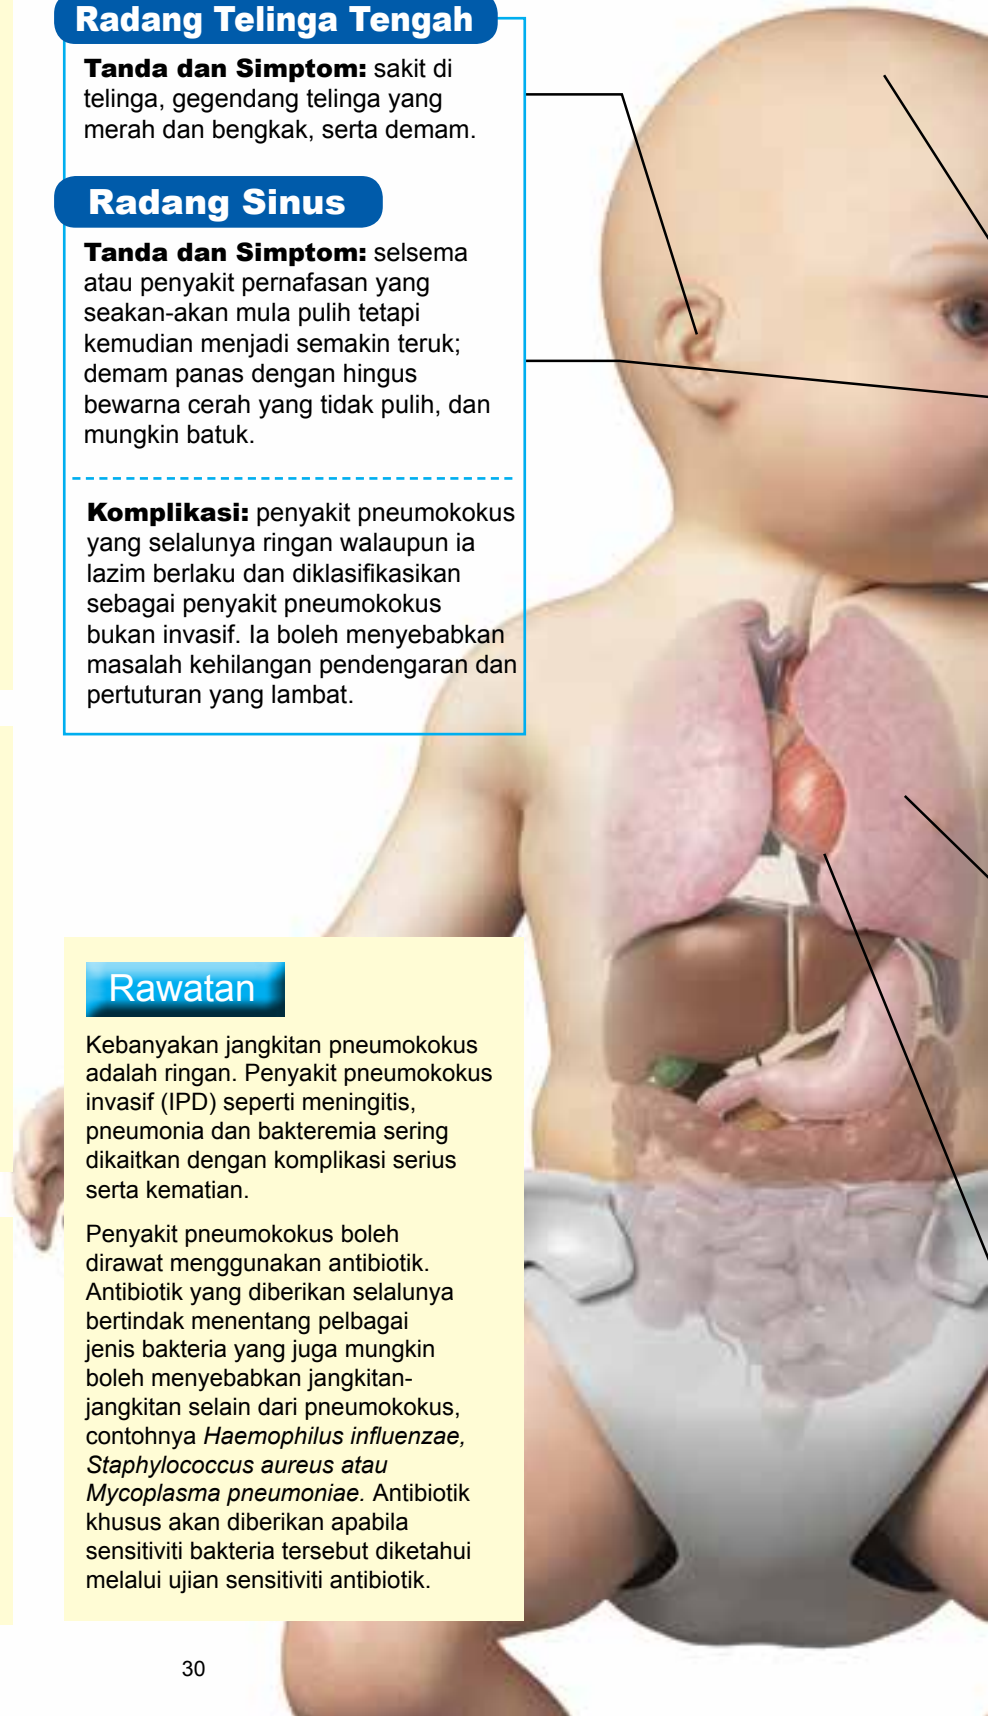 Radang Telinga Tengah
Tanda dan Simptom: sakit di
telinga, gegendang telinga yang
merah dan bengkak, serta demam.
Radang Sinus
Tanda dan Simptom: selsema
atau penyakit pernafasan yang
seakan-akan mula pulih tetapi
kemudian menjadi semakin teruk;
demam panas dengan hingus
bewarna cerah yang tidak pulih, dan
mungkin batuk.
Komplikasi: penyakit pneumokokus
yang selalunya ringan walaupun ia
lazim berlaku dan diklasifikasikan
sebagai penyakit pneumokokus
bukan invasif. Ia boleh menyebabkan
masalah kehilangan pendengaran dan
pertuturan yang lambat.
Rawatan
Kebanyakan jangkitan pneumokokus
adalah ringan. Penyakit pneumokokus
invasif (IPD) seperti meningitis,
pneumonia dan bakteremia sering
dikaitkan dengan komplikasi serius
serta kematian.
Penyakit pneumokokus boleh
dirawat menggunakan antibiotik.
Antibiotik yang diberikan selalunya
bertindak menentang pelbagai
jenis bakteria yang juga mungkin
boleh menyebabkan jangkitan-
jangkitan selain dari pneumokokus,
contohnya Haemophilus influenzae,
Staphylococcus aureus atau
Mycoplasma pneumoniae. Antibiotik
khusus akan diberikan apabila
sensitiviti bakteria tersebut diketahui
melalui ujian sensitiviti antibiotik.
30